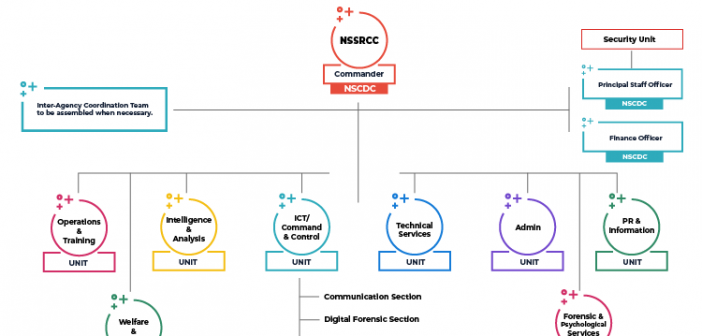 NSSRCC
Commander
NSCDC
Security Unit
Principal Staff Officer
NSCDC
Finance Officer
NSCDC
Inter-Agency Coordination Team
to be assembled when necessary.
Operations
&
Training
UNIT
Intelligence
&
Analysis
UNIT
ICT/
Command
& Control
UNIT
Technical
Services
UNIT
Admin
UNIT
PR &
Information
UNIT
Communication Section
Digital Forensic Section
Welfare
&
Forensic &
Psychological
Services